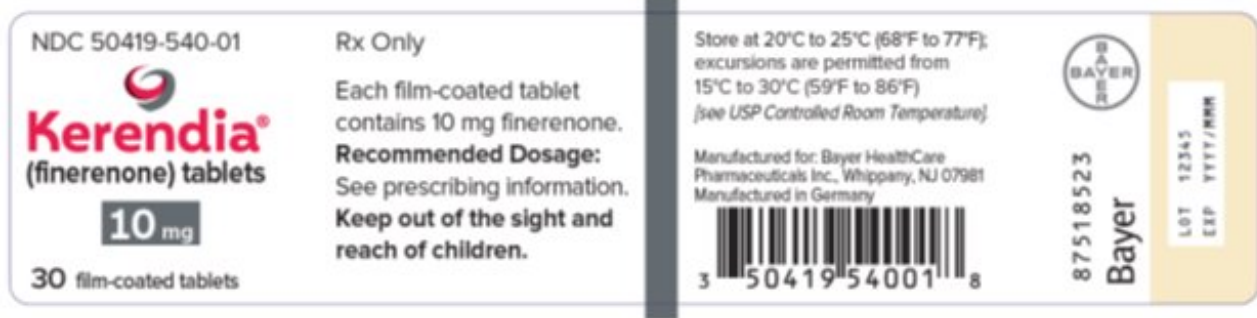 NDC 50419-540-01
Kerendia®
(finerenone) tablets
10 mg
30 film-coated tablets
Rx Only
Each film-coated tablet
contains 10 mg finerenone.
Recommended Dosage:
See prescribing information.
Keep out of the sight and
reach of children.
Store at 20°C to 25°C (68°F to 77°F);
excursions are permitted from
15°C to 30°C (59°F to 86°F)
[see USP Controlled Room Temperature].
Manufactured for: Bayer HealthCare
Pharmaceuticals Inc., Whippany, NJ 07981
Manufactured in Germany
3 50419 54001 8
BAYER
BAYER
87518523
Bayer
LOT 12345
EXP YYYY/MMM